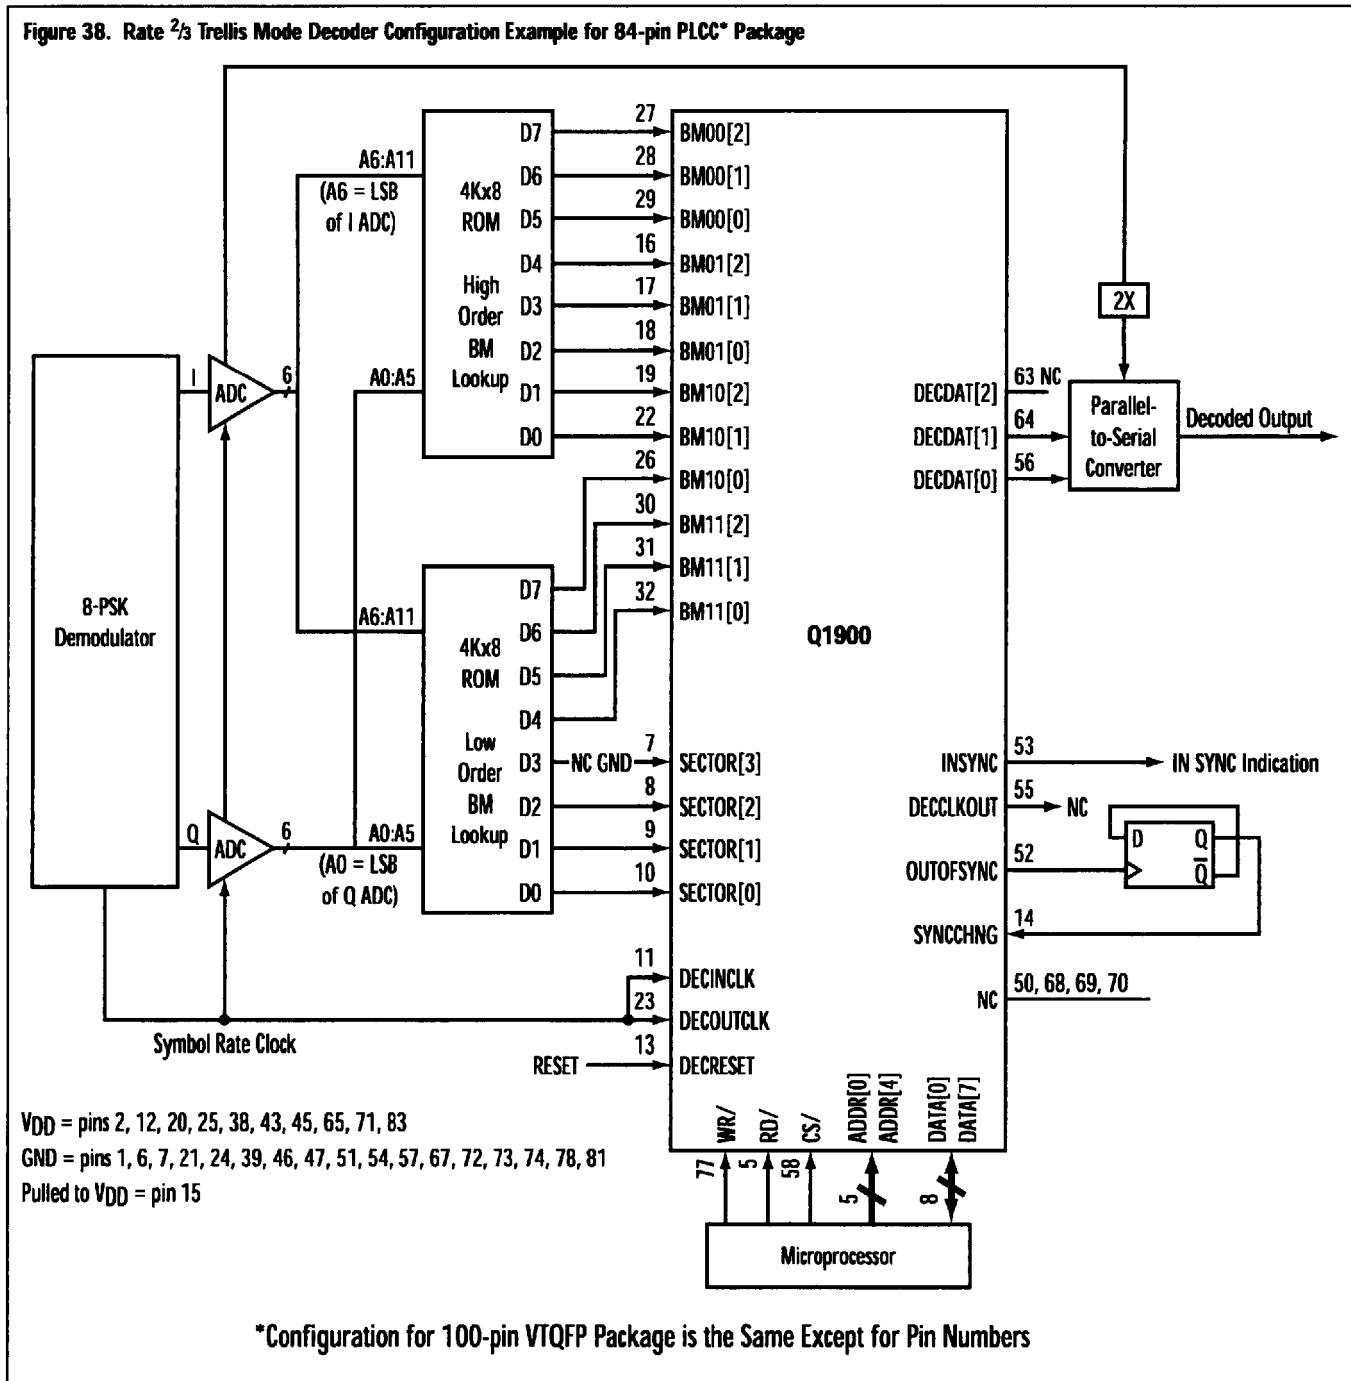 Figure 38. Rate 2/3 Trellis Mode Decoder Configuration Example for 84-pin PLCC* Package
8-PSK
Demodulator
I
ADC
6
Q
ADC
6
A6:A11
(A6 = LSB
of I ADC)
A0:A5
4Kx8
ROM
High
Order
BM
Lookup
D7
D6
D5
D4
D3
D2
D1
D0
A6:A11
A0:A5
(A0 = LSB
of Q ADC)
4Kx8
ROM
Low
Order
BM
Lookup
D7
D6
D5
D4
D3
D2
D1
D0
NC GND
27 BM00[2]
28 BM00[1]
29 BM00[0]
16 BM01[2]
17 BM01[1]
18 BM01[0]
19 BM10[2]
22 BM10[1]
26 BM10[0]
30 BM11[2]
31 BM11[1]
32 BM11[0]
7 SECTOR[3]
8 SECTOR[2]
9 SECTOR[1]
10 SECTOR[0]
11 DECINCLK
23 DECOUTCLK
Symbol Rate Clock
RESET 13 DECRESET
Q1900
2X
DECDAT[2] 63 NC
DECDAT[1] 64
DECDAT[0] 56
Parallel-
to-Serial
Converter
Decoded Output
INSYNC 53 IN SYNC Indication
DECCLKOUT 55 NC
OUTOFSYNC 52
D Q
Q̅
SYNCCHNG 14
NC 50, 68, 69, 70
WR/
RD/
CS/
ADDR[0]
ADDR[4]
DATA[0]
DATA[7]
77
5
58
5
8
Microprocessor
VDD = pins 2, 12, 20, 25, 38, 43, 45, 65, 71, 83
GND = pins 1, 6, 7, 21, 24, 39, 46, 47, 51, 54, 57, 67, 72, 73, 74, 78, 81
Pulled to VDD = pin 15
*Configuration for 100-pin VTQFP Package is the Same Except for Pin Numbers